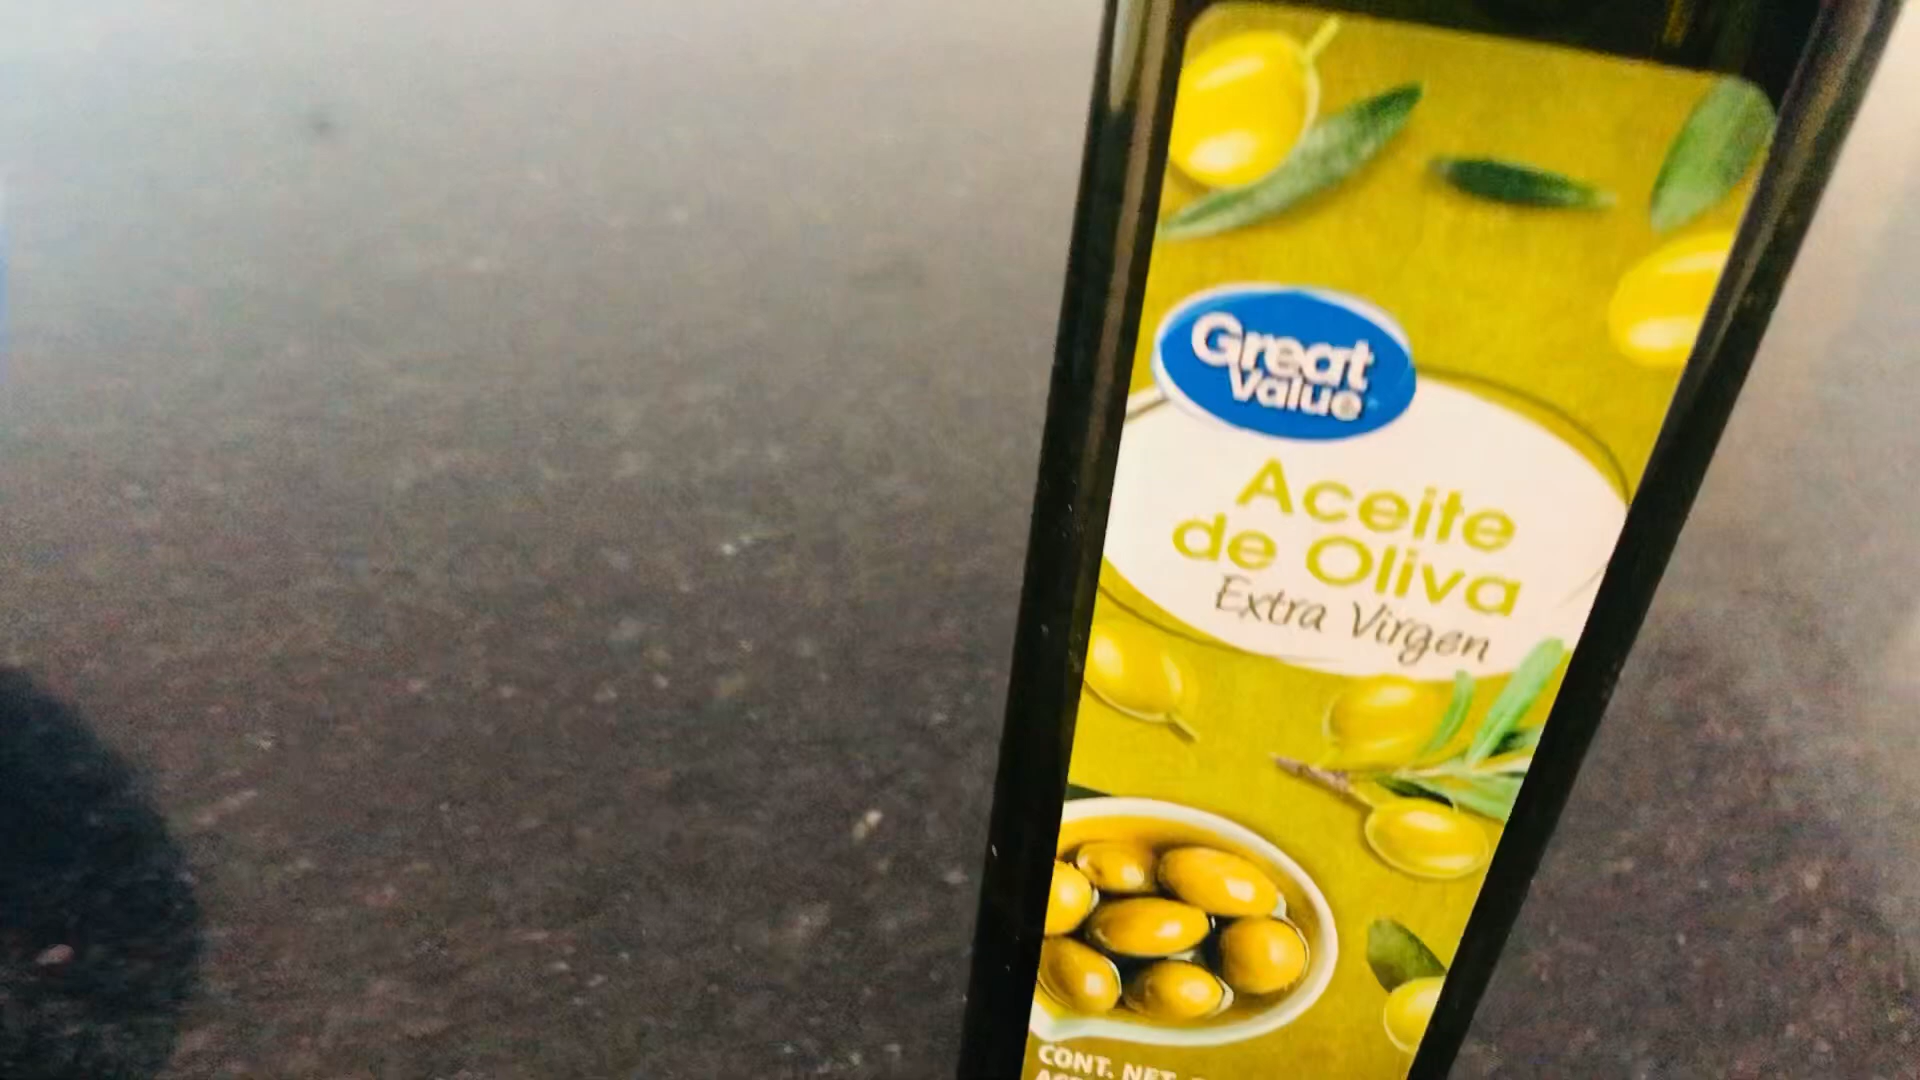 Great
Value
Aceite
de Oliva
Extra Virgen
CONT. NET.